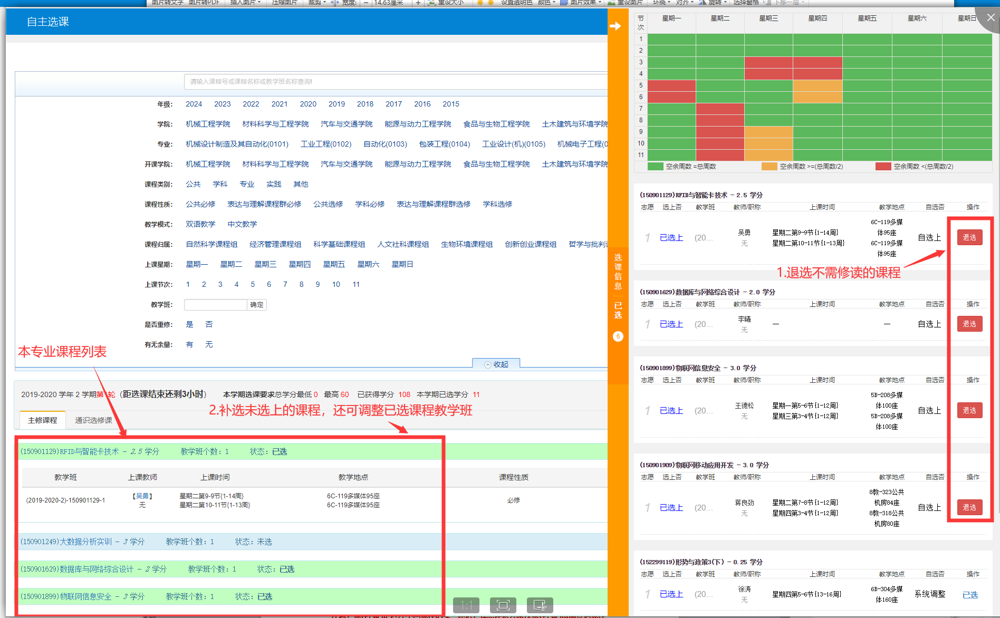 图片转文字 图片转PDF 插入图片 压缩图片 裁剪 宽度: 14.63厘米 重设大小 设置透明色 颜色 图片效果 重设图片 环绕 对齐 旋转 选择窗格 下移一层
自主选课
请输入课程号或课程名称或教学班名称查询!
年级: 2024 2023 2022 2021 2020 2019 2018 2017 2016 2015
学院: 机械工程学院 材料科学与工程学院 汽车与交通学院 能源与动力工程学院 食品与生物工程学院 土木建筑与环境学院
专业: 机械设计制造及其自动化(0101) 工业工程(0102) 自动化(0103) 包装工程(0104) 工业设计(机)(0105) 机械电子工程(0
开课学院: 机械工程学院 材料科学与工程学院 汽车与交通学院 能源与动力工程学院 食品与生物工程学院 土木建筑与环境学院
课程类别: 公共 学科 专业 实践 其他
课程性质: 公共必修 表达与理解课程群必修 公共选修 学科必修 表达与理解课程群选修 学科选修
教学模式: 双语教学 中文教学
课程归属: 自然科学课程组 经济管理课程组 科学基础课程组 人文社科课程组 生物环境课程组 创新创业课程组 哲学与批判
上课星期: 星期一 星期二 星期三 星期四 星期五 星期六 星期日
上课节次: 1 2 3 4 5 6 7 8 9 10 11
教学班: 确定
是否重修: 是 否
有无余量: 有 无
本专业课程列表
收起
2019-2020 学年 2 学期第1轮 (距选课结束还剩3小时) 本学期选课要求总学分最低 0 最高 60 已获得学分 108 本学期已选学分 11
2.补选未选上的课程，还可调整已选课程教学班
主修课程 通识选修课
(150901129)RFID与智能卡技术 - 2.5 学分 教学班个数: 1 状态: 已选
教学班 上课教师 上课时间 教学地点 课程性质
(2019-2020-2)-150901129-1 【吴勇】 无 星期二第9-9节{1-14周} 6C-119多媒体95座 必修
星期二第10-11节{1-13周} 6C-119多媒体95座
(150901249)大数据分析实训 - 3 学分 教学班个数: 1 状态: 未选
(150901629)数据库与网络综合设计 - 2 学分 教学班个数: 1 状态: 已选
(150901899)物联网信息安全 - 3 学分 教学班个数: 1 状态: 已选
1:1
选课信息
已选
6
节次 星期一 星期二 星期三 星期四 星期五 星期六 星期日
1
2
3
4
5
6
7
8
9
10
11
空余周数 =总周数 空余周数 >=(总周数/2) 空余周数 <(总周数/2)
(150901129)RFID与智能卡技术 - 2.5 学分
志愿 选上否 教学班 教师/职称 上课时间 教学地点 自选否 操作
1 已选上 (20... 吴勇 无 星期二第9-9节{1-14周} 星期二第10-11节{1-13周} 6C-119多媒体95座 6C-119多媒体95座 自选上 退选
1.退选不需修读的课程
(150901629)数据库与网络综合设计 - 2.0 学分
志愿 选上否 教学班 教师/职称 上课时间 教学地点 自选否 操作
1 已选上 (20... 李曦 无 — — 自选上 退选
(150901899)物联网信息安全 - 3.0 学分
志愿 选上否 教学班 教师/职称 上课时间 教学地点 自选否 操作
1 已选上 (20... 王德松 无 星期一第5-6节{1-12周} 星期三第3-4节{1-12周} 5B-208多媒体100座 5B-208多媒体100座 自选上 退选
(150901909)物联网移动应用开发 - 3.0 学分
志愿 选上否 教学班 教师/职称 上课时间 教学地点 自选否 操作
1 已选上 (20... 蒋良劲 无 星期二第7-8节{1-12周} 星期四第3-4节{1-12周} 8教-323公共机房84座 8教-318公共机房80座 自选上 退选
(152299119)形势与政策3(下) - 0.25 学分
志愿 选上否 教学班 教师/职称 上课时间 教学地点 自选否 操作
1 已选上 (20... 徐涛 无 星期四第5-6节{13-16周} 6B-304多媒体160座 系统调整 已选